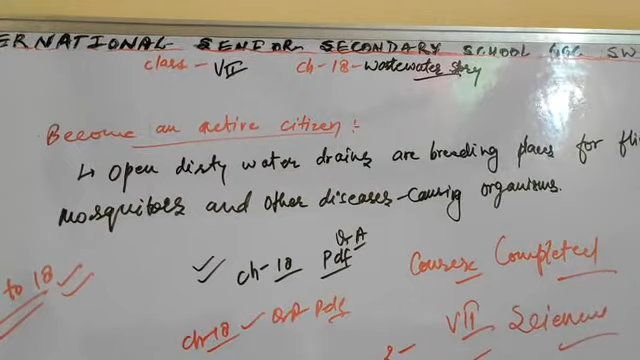 ERNATIONAL SENIOR SECONDARY SCHOOL SW
class - VII ch-18-wastewater story
Become an active citizen:-
↳ Open dirty water drains are breeding places for fli
mosquitoes and other diseases-causing organisms.
Q & A
ch-18 Pdf
Course Completed
to 18
ch-18 Pdf
VII Science